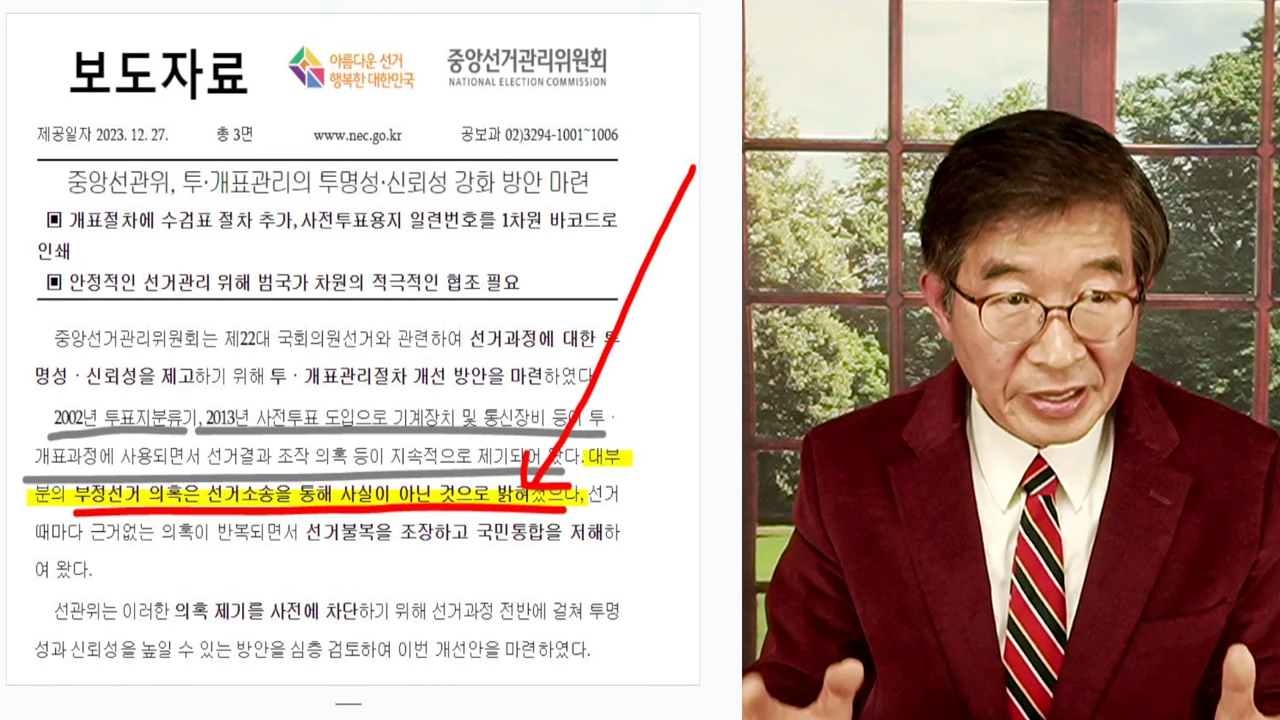 보도자료
아름다운 선거
행복한 대한민국
중앙선거관리위원회
NATIONAL ELECTION COMMISSION
제공일자 2023. 12. 27. 총 3면 www.nec.go.kr 공보과 02)3294-1001~1006
중앙선관위, 투·개표관리의 투명성·신뢰성 강화 방안 마련
▣ 개표절차에 수검표 절차 추가, 사전투표용지 일련번호를 1차원 바코드로
인쇄
▣ 안정적인 선거관리 위해 범국가 차원의 적극적인 협조 필요
중앙선거관리위원회는 제22대 국회의원선거와 관련하여 선거과정에 대한 투
명성·신뢰성을 제고하기 위해 투·개표관리절차 개선 방안을 마련하였다.
2002년 투표지분류기, 2013년 사전투표 도입으로 기계장치 및 통신장비 등이 투·
개표과정에 사용되면서 선거결과 조작 의혹 등이 지속적으로 제기되어 왔다. 대부
분의 부정선거 의혹은 선거소송을 통해 사실이 아닌 것으로 밝혀졌으나, 선거
때마다 근거없는 의혹이 반복되면서 선거불복을 조장하고 국민통합을 저해하
여 왔다.
선관위는 이러한 의혹 제기를 사전에 차단하기 위해 선거과정 전반에 걸쳐 투명
성과 신뢰성을 높일 수 있는 방안을 심층 검토하여 이번 개선안을 마련하였다.